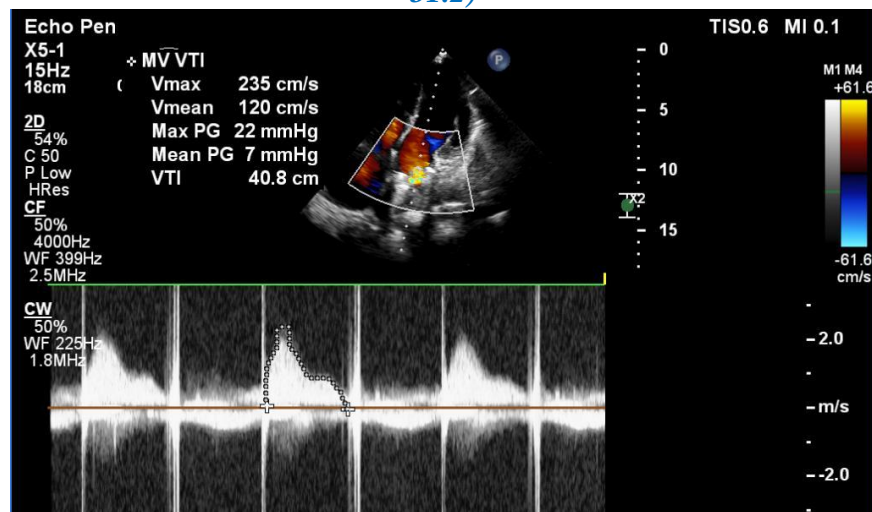 51.2)
Echo Pen
TIS0.6 MI 0.1
X5-1
15Hz
18cm
2D
54%
C 50
P Low
HRes
CF
50%
4000Hz
WF 399Hz
2.5MHz
MV VTI
Vmax 235 cm/s
Vmean 120 cm/s
Max PG 22 mmHg
Mean PG 7 mmHg
VTI 40.8 cm
P
0
5
10
X2
15
M1 M4
+61.6
-61.6
cm/s
CW
50%
WF 225Hz
1.8MHz
2.0
m/s
-2.0